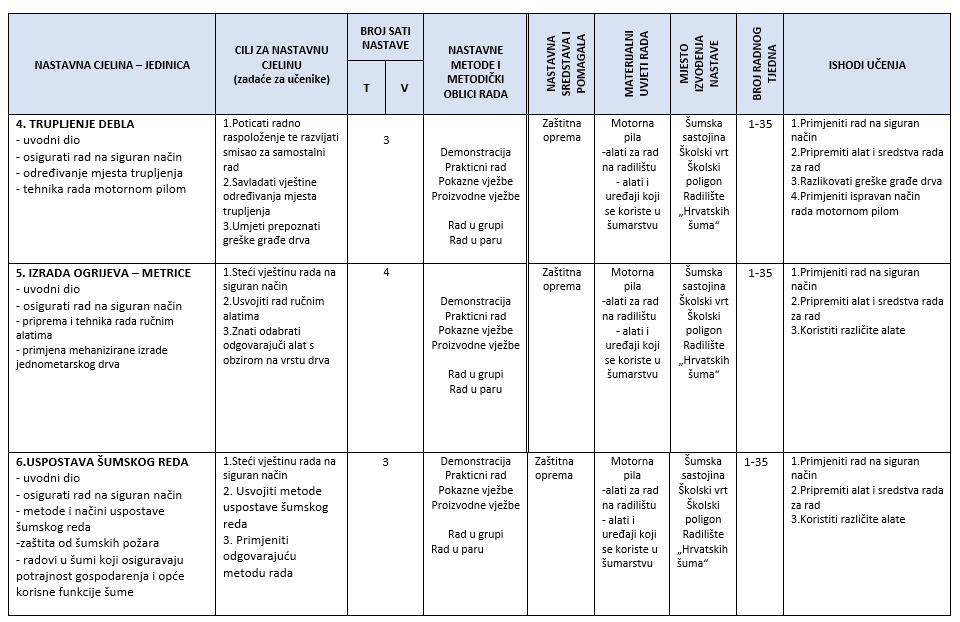 NASTAVNA CJELINA – JEDINICA
CILJ ZA NASTAVNU
CJELINU
(zadaće za učenike)
BROJ SATI
NASTAVE
T
V
NASTAVNE
METODE I
METODIČKI
OBLICI RADA
NASTAVNA
SREDSTAVA I
POMAGALA
MATERIJALNI
UVJETI RADA
MJESTO
IZVOĐENJA
NASTAVE
BROJ RADNOG
TJEDNA
ISHODI UČENJA
4. TRUPLJENJE DEBLA
- uvodni dio
- osigurati rad na siguran način
- određivanje mjesta trupljenja
- tehnika rada motornom pilom
1.Poticati radno
raspoloženje te razvijati
smisao za samostalni
rad
2.Savladati vještine
određivanja mjesta
trupljenja
3.Umjeti prepoznati
greške građe drva
3
Demonstracija
Prakticni rad
Pokazne vježbe
Proizvodne vježbe
Rad u grupi
Rad u paru
Zaštitna
oprema
Motorna
pila
-alati za rad
na radilištu
- alati i
uređaji koji
se koriste u
šumarstvu
Šumska
sastojina
Školski vrt
Školski
poligon
Radilište
„Hrvatskih
šuma“
1-35
1.Primjeniti rad na siguran
način
2.Pripremiti alat i sredstva rada
za rad
3.Razlikovati greške građe drva
4.Primjeniti ispravan način
rada motornom pilom
5. IZRADA OGRIJEVA – METRICE
- uvodni dio
- osigurati rad na siguran način
- priprema i tehnika rada ručnim
alatima
- primjena mehanizirane izrade
jednometarskog drva
1.Steći vještinu rada na
siguran način
2.Usvojiti rad ručnim
alatima
3.Znati odabrati
odgovarajuči alat s
obzirom na vrstu drva
4
Demonstracija
Prakticni rad
Pokazne vježbe
Proizvodne vježbe
Rad u grupi
Rad u paru
Zaštitna
oprema
Motorna
pila
-alati za rad
na radilištu
- alati i
uređaji koji
se koriste u
šumarstvu
Šumska
sastojina
Školski vrt
Školski
poligon
Radilište
„Hrvatskih
šuma“
1-35
1.Primjeniti rad na siguran
način
2.Pripremiti alat i sredstva rada
za rad
3.Koristiti različite alate
6.USPOSTAVA ŠUMSKOG REDA
- uvodni dio
- osigurati rad na siguran način
- metode i načini uspostave
šumskog reda
-zaštita od šumskih požara
- radovi u šumi koji osiguravaju
potrajnost gospodarenja i opće
korisne funkcije šume
1.Steći vještinu rada na
siguran način
2. Usvojiti metode
uspostave šumskog
reda
3. Primjeniti
odgovarajuću
metodu rada
3
Demonstracija
Prakticni rad
Pokazne vježbe
Proizvodne vježbe
Rad u grupi
Rad u paru
Zaštitna
oprema
Motorna
pila
-alati za rad
na radilištu
- alati i
uređaji koji
se koriste u
šumarstvu
Šumska
sastojina
Školski vrt
Školski
poligon
Radilište
„Hrvatskih
šuma“
1-35
1.Primjeniti rad na siguran
način
2.Pripremiti alat i sredstva rada
za rad
3.Koristiti različite alate